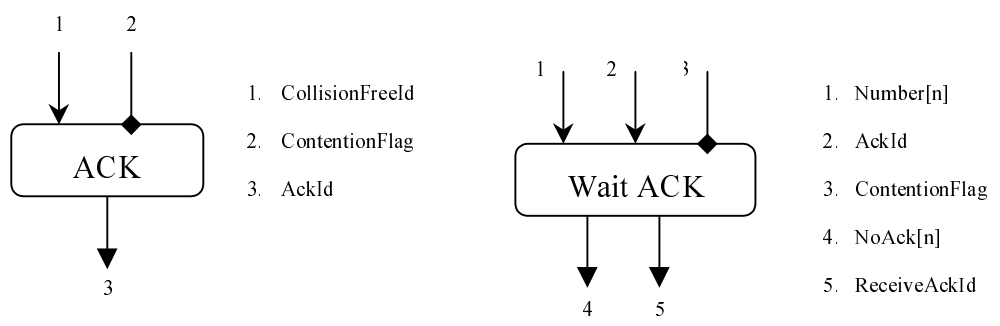 1 2
ACK
3
1. CollisionFreeId
2. ContentionFlag
3. AckId
1 2 3
Wait ACK
4 5
1. Number[n]
2. AckId
3. ContentionFlag
4. NoAck[n]
5. ReceiveAckId